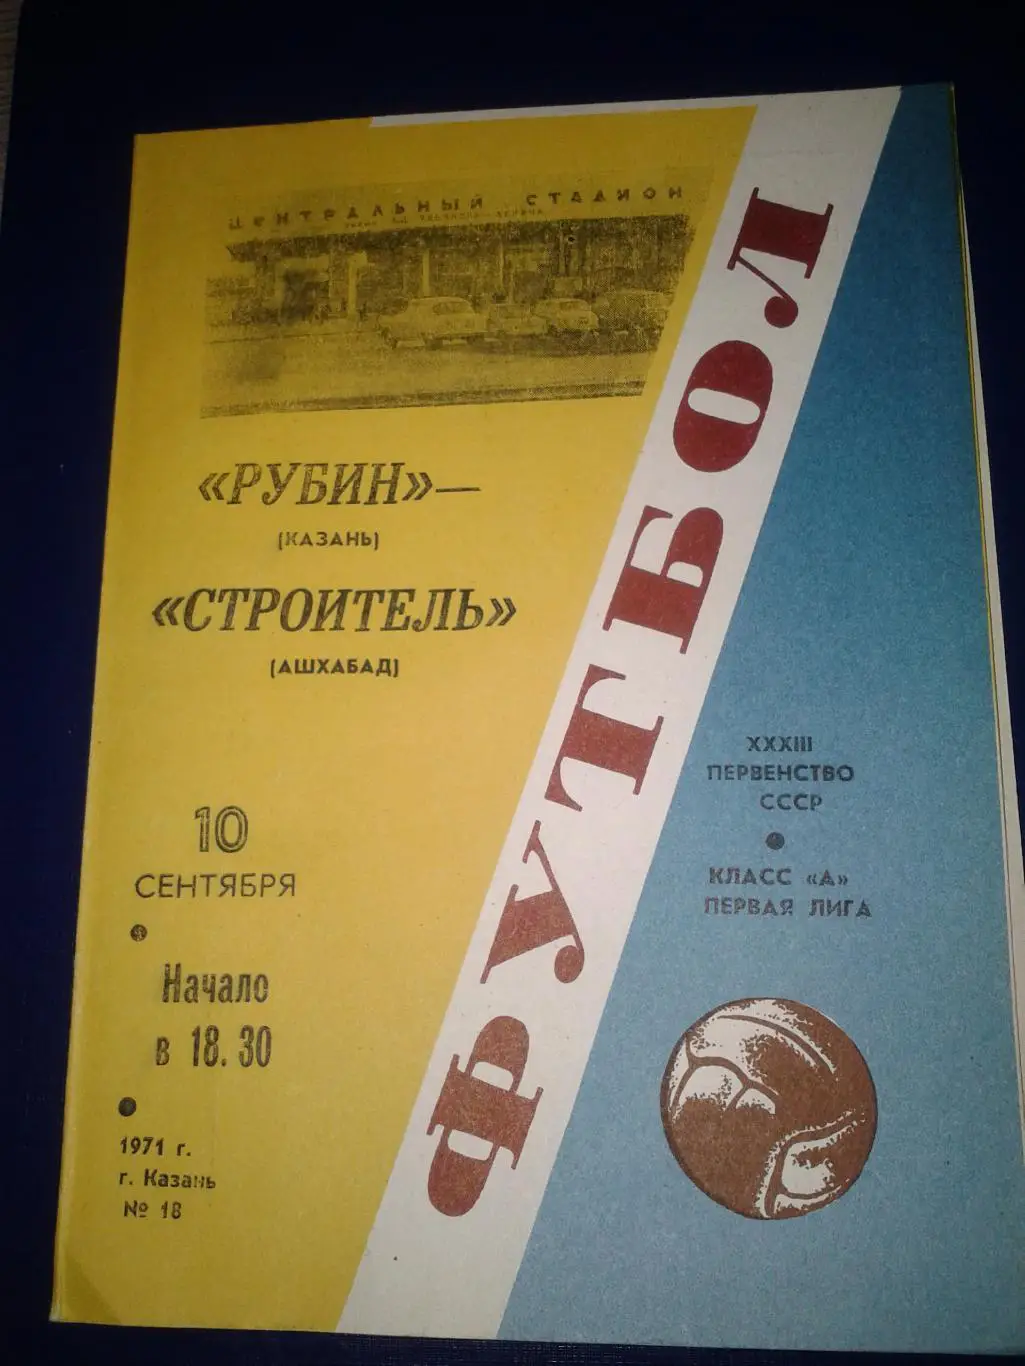 ЦЕНТРАЛЬНЫЙ СТАДИОН
«РУБИН»—
(КАЗАНЬ)
«СТРОИТЕЛЬ»
(АШХАБАД)
10
СЕНТЯБРЯ
Начало
в 18.30
1971 г.
г. Казань
№ 18
ФУТБОЛ
XXXIII
ПЕРВЕНСТВО
СССР
КЛАСС «А»
ПЕРВАЯ ЛИГА